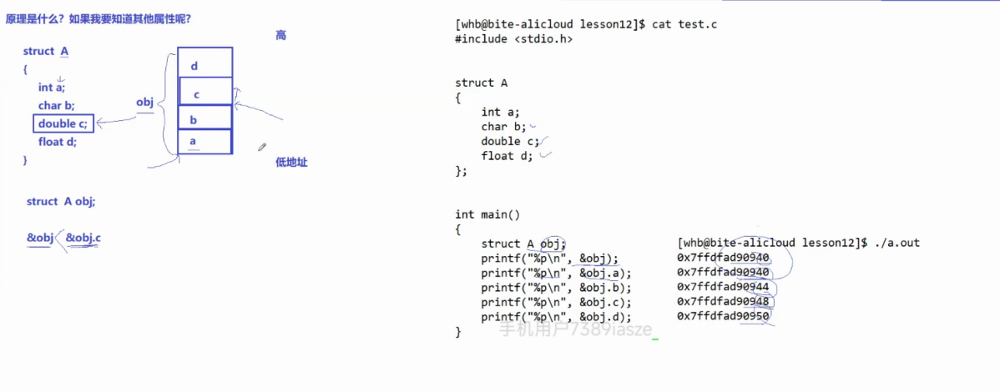 原理是什么？如果我要知道其他属性呢？
高
struct A
{
int a;
char b;
double c;
float d;
}
obj
d
c
b
a
低地址
struct A obj;
&obj < &obj.c
[whb@bite-alicloud lesson12]$ cat test.c
#include <stdio.h>
struct A
{
int a;
char b;
double c;
float d;
};
int main()
{
struct A obj;
printf("%p\n", &obj);
printf("%p\n", &obj.a);
printf("%p\n", &obj.b);
printf("%p\n", &obj.c);
printf("%p\n", &obj.d);
}
[whb@bite-alicloud lesson12]$ ./a.out
0x7ffdfad90940
0x7ffdfad90940
0x7ffdfad90944
0x7ffdfad90948
0x7ffdfad90950
手机用户7389iasze